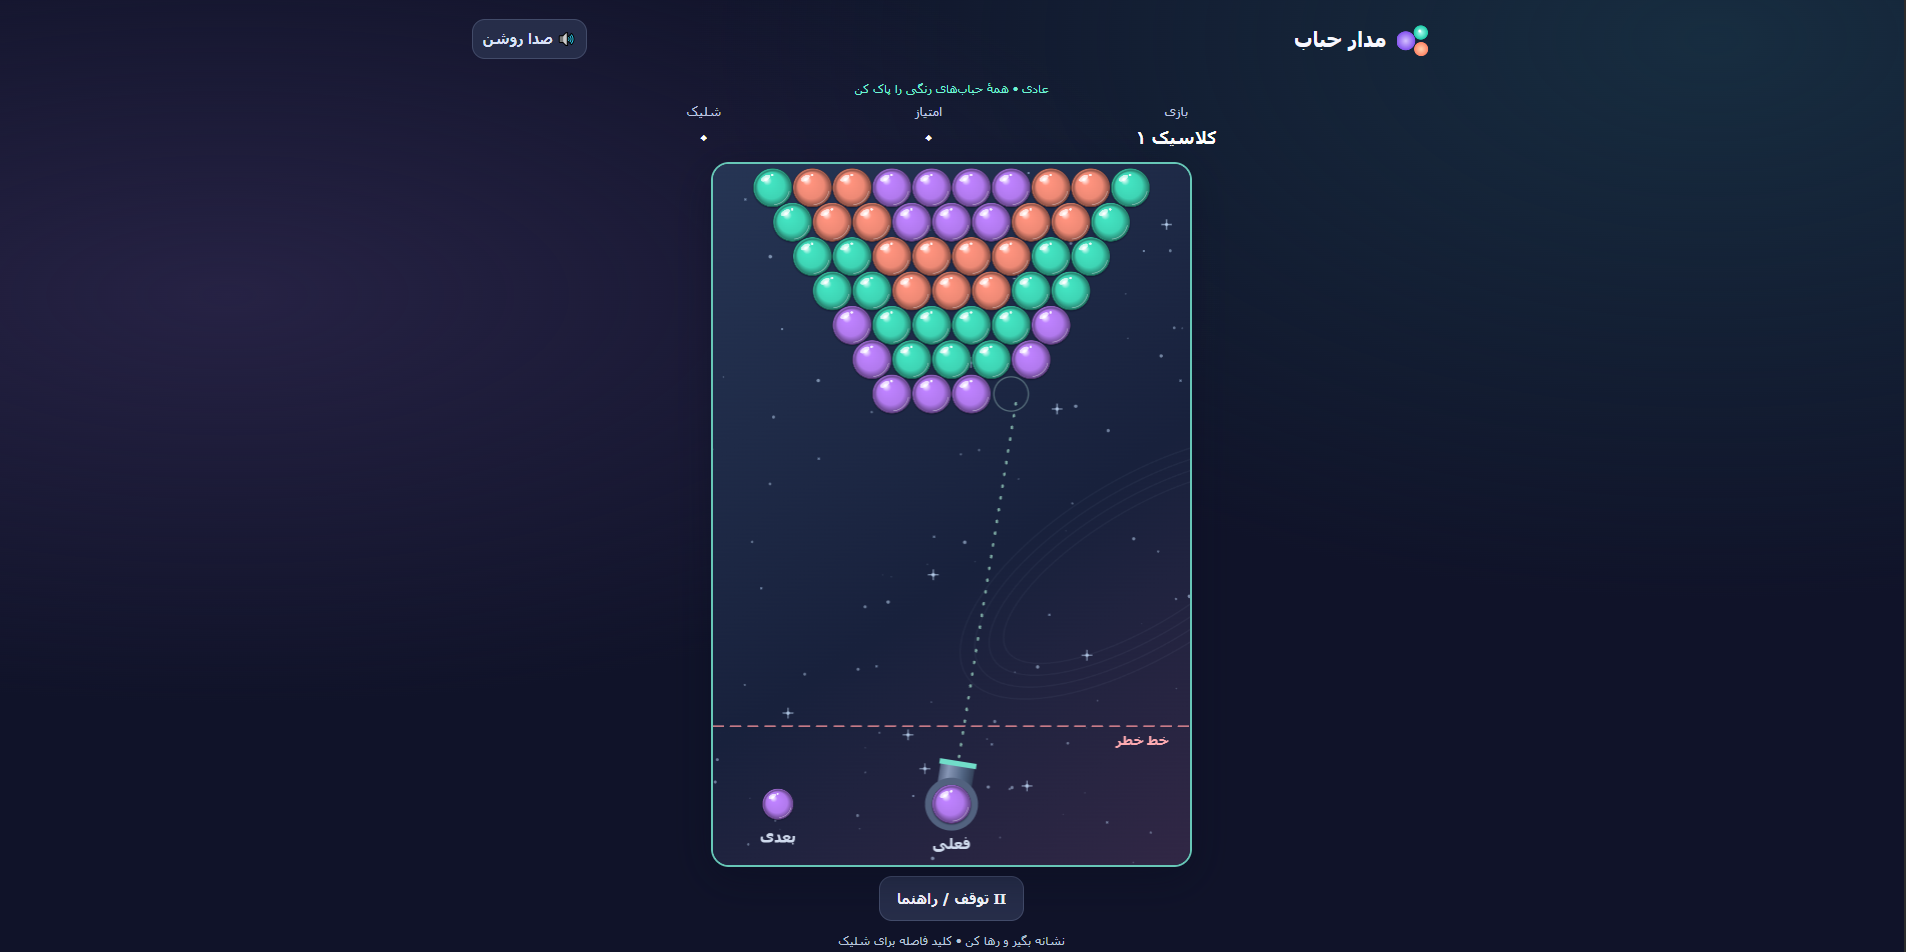 مدار حباب
🔊 صدا روشن
عادی • همهٔ حباب‌های رنگی را پاک کن
بازی
امتیاز
شلیک
کلاسیک ۱
۰
۰
خط خطر
بعدی
فعلی
II توقف / راهنما
نشانه بگیر و رها کن • کلید فاصله برای شلیک